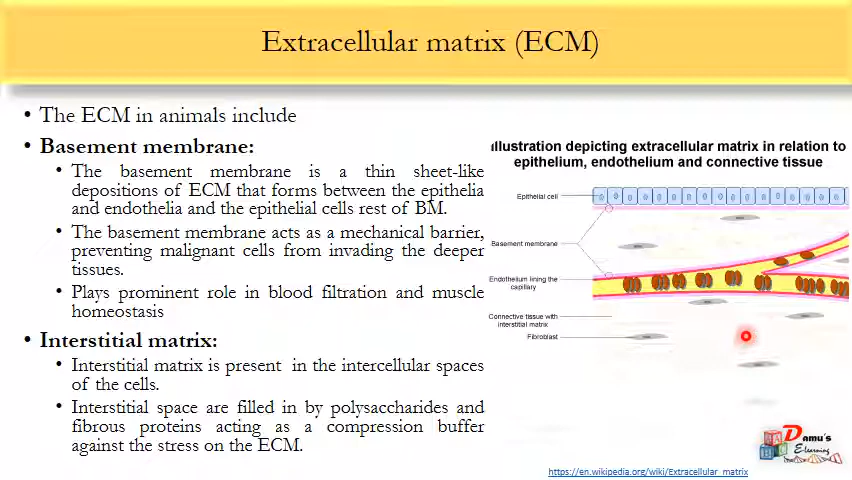 Extracellular matrix (ECM)
• The ECM in animals include
• Basement membrane:
• The basement membrane is a thin sheet-like
depositions of ECM that forms between the epithelia
and endothelia and the epithelial cells rest of BM.
• The basement membrane acts as a mechanical barrier,
preventing malignant cells from invading the deeper
tissues.
• Plays prominent role in blood filtration and muscle
homeostasis
• Interstitial matrix:
• Interstitial matrix is present in the intercellular spaces
of the cells.
• Interstitial space are filled in by polysaccharides and
fibrous proteins acting as a compression buffer
against the stress on the ECM.
Illustration depicting extracellular matrix in relation to
epithelium, endothelium and connective tissue
Epithelial cell
Basement membrane
Endothelium lining the
capillary
Connective tissue with
interstitial matrix
Fibroblast
Damu's
E-learning
https://en.wikipedia.org/wiki/Extracellular_matrix